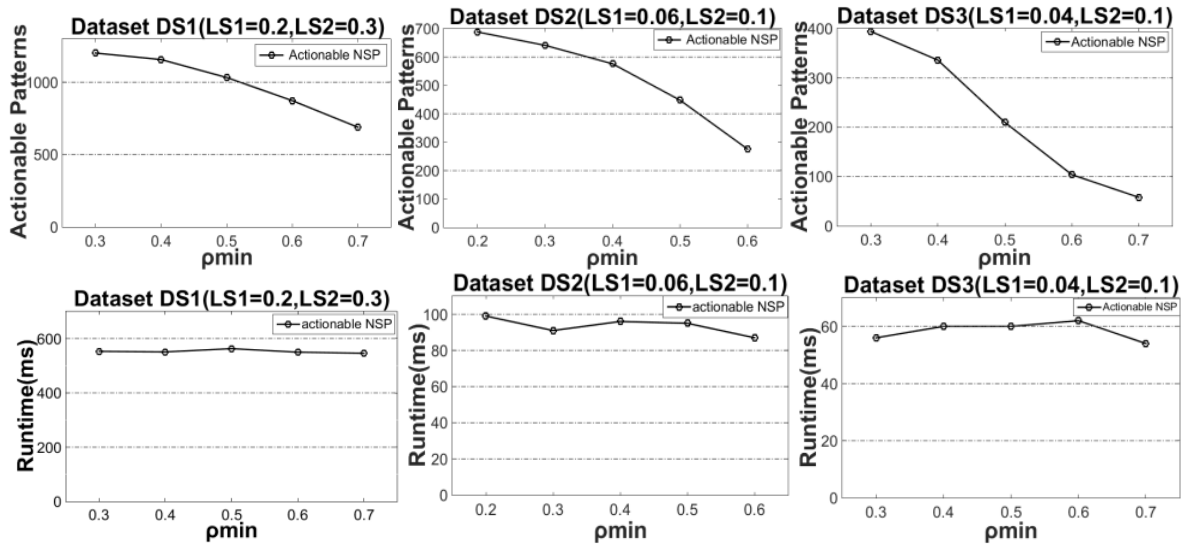 Dataset DS1(LS1=0.2,LS2=0.3)
Actionable NSP
Actionable Patterns
1000
500
0
0.3 0.4 0.5 0.6 0.7
ρmin
Dataset DS2(LS1=0.06,LS2=0.1)
Actionable NSP
Actionable Patterns
700
600
500
400
300
200
100
0
0.2 0.3 0.4 0.5 0.6
ρmin
Dataset DS3(LS1=0.04,LS2=0.1)
Actionable NSP
Actionable Patterns
400
300
200
100
0
0.3 0.4 0.5 0.6 0.7
ρmin
Dataset DS1(LS1=0.2,LS2=0.3)
actionable NSP
Runtime(ms)
600
400
200
0
0.3 0.4 0.5 0.6 0.7
ρmin
Dataset DS2(LS1=0.06,LS2=0.1)
actionable NSP
Runtime(ms)
100
80
60
40
20
0
0.2 0.3 0.4 0.5 0.6
ρmin
Dataset DS3(LS1=0.04,LS2=0.1)
Actionable NSP
Runtime(ms)
60
40
20
0
0.3 0.4 0.5 0.6 0.7
ρmin